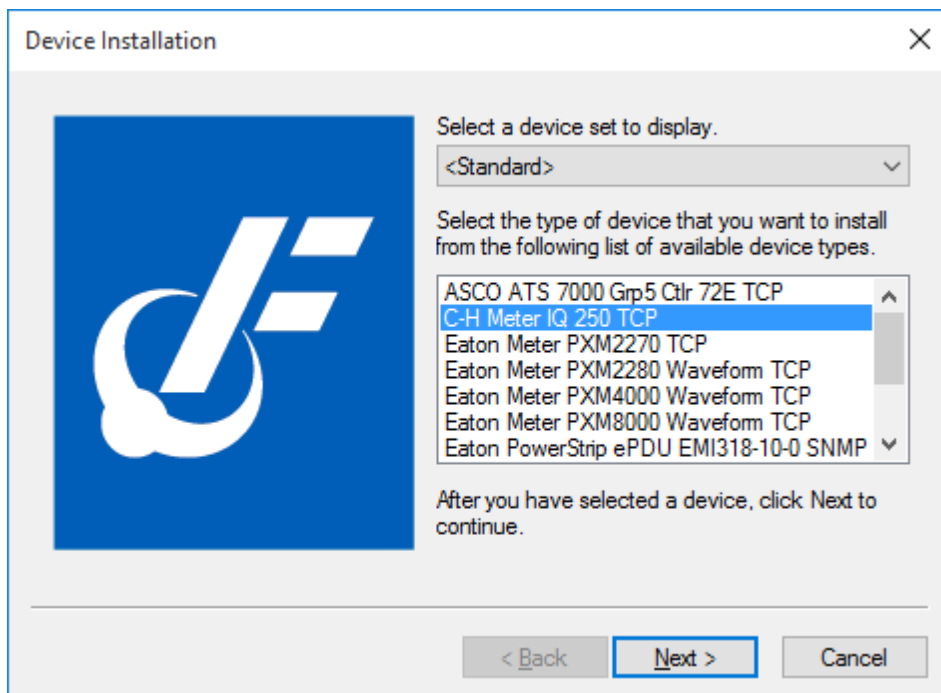 Device Installation
Select a device set to display.
<Standard>
Select the type of device that you want to install
from the following list of available device types.
ASCO ATS 7000 Grp5 Ctlr 72E TCP
C-H Meter IQ 250 TCP
Eaton Meter PXM2270 TCP
Eaton Meter PXM2280 Waveform TCP
Eaton Meter PXM4000 Waveform TCP
Eaton Meter PXM8000 Waveform TCP
Eaton PowerStrip ePDU EMI318-10-0 SNMP
After you have selected a device, click Next to
continue.
< Back
Next >
Cancel